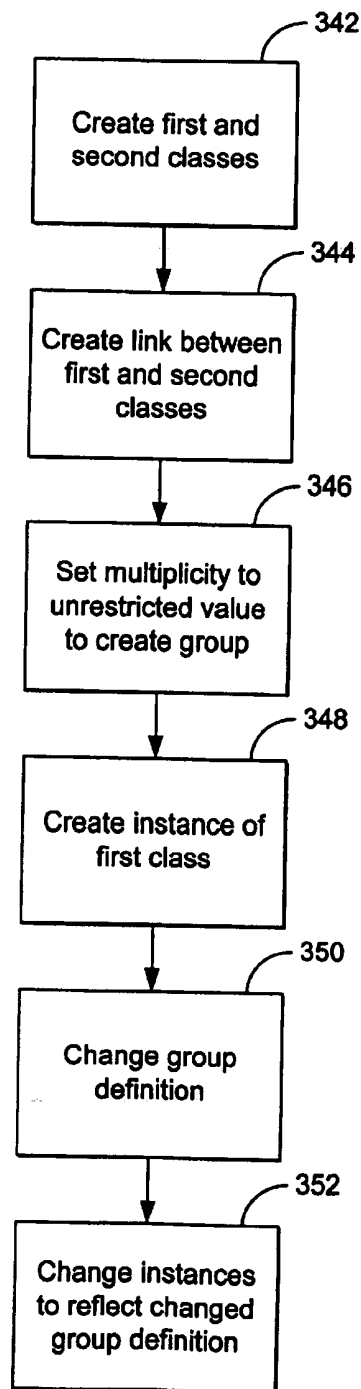 342
Create first and
second classes
344
Create link between
first and second
classes
346
Set multiplicity to
unrestricted value
to create group
348
Create instance of
first class
350
Change group
definition
352
Change instances
to reflect changed
group definition